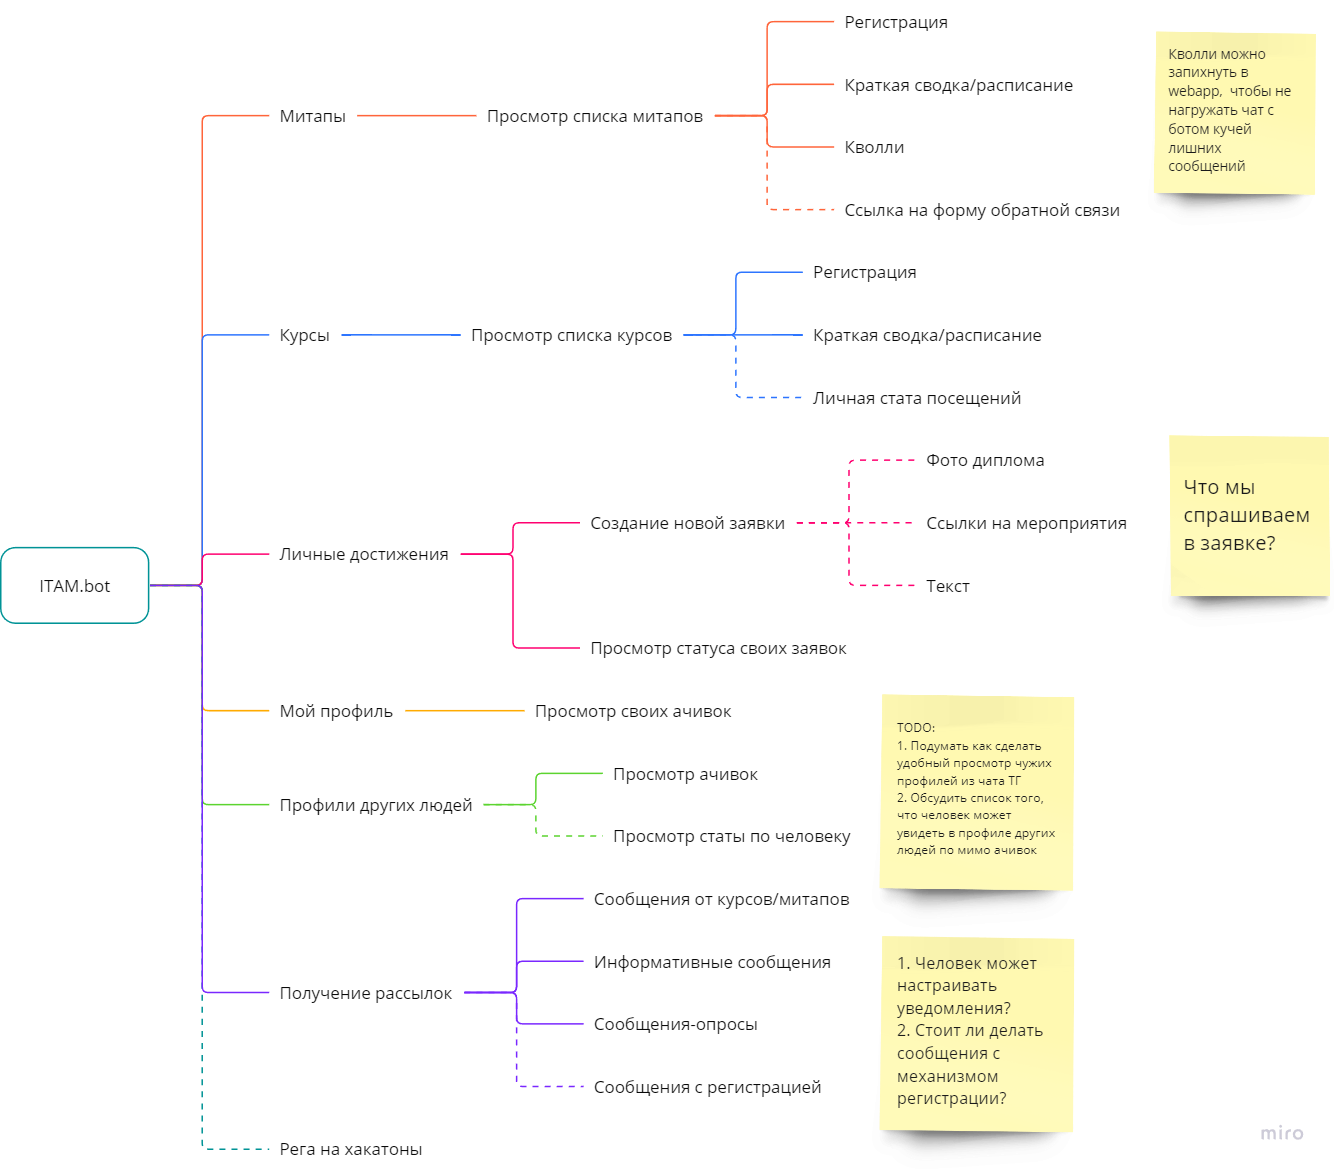 Регистрация
Краткая сводка/расписание
Митапы
Просмотр списка митапов
Кволли
Ссылка на форму обратной связи
Кволли можно
запихнуть в
webapp, чтобы не
нагружать чат с
ботом кучей
лишних
сообщений
Регистрация
Курсы
Просмотр списка курсов
Краткая сводка/расписание
Личная стата посещений
Фото диплома
Создание новой заявки
Ссылки на мероприятия
Личные достижения
Текст
Просмотр статуса своих заявок
Что мы
спрашиваем
в заявке?
ITAM.bot
Мой профиль
Просмотр своих ачивок
Просмотр ачивок
Профили других людей
Просмотр статы по человеку
TODO:
1. Подумать как сделать
удобный просмотр чужих
профилей из чата ТГ
2. Обсудить список того,
что человек может
увидеть в профиле других
людей по мимо ачивок
Сообщения от курсов/митапов
Информативные сообщения
Получение рассылок
Сообщения-опросы
Сообщения с регистрацией
1. Человек может
настраивать
уведомления?
2. Стоит ли делать
сообщения с
механизмом
регистрации?
Рега на хакатоны
miro